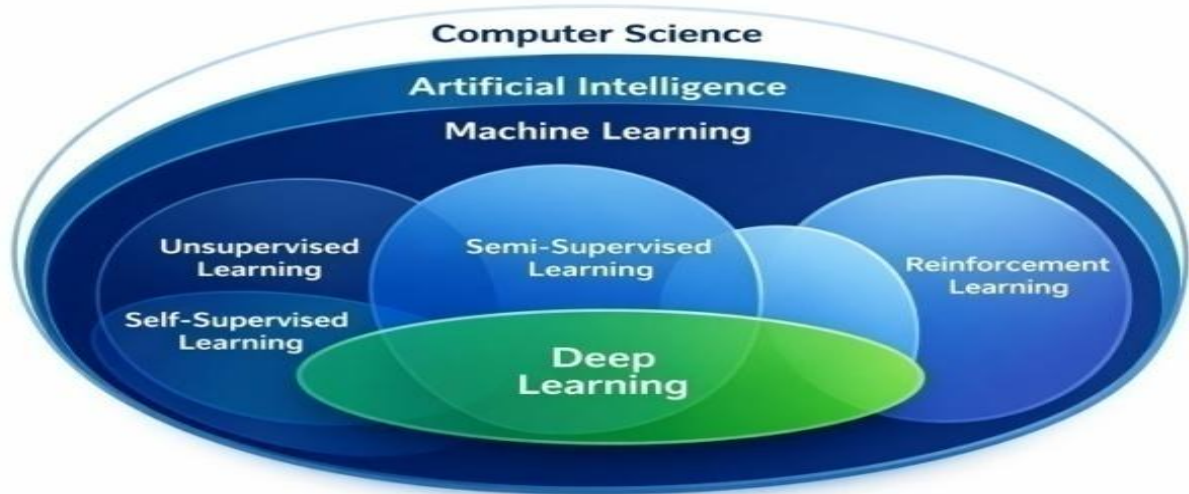 Computer Science
Artificial Intelligence
Machine Learning
Unsupervised
Learning
Semi-Supervised
Learning
Reinforcement
Learning
Self-Supervised
Learning
Deep
Learning